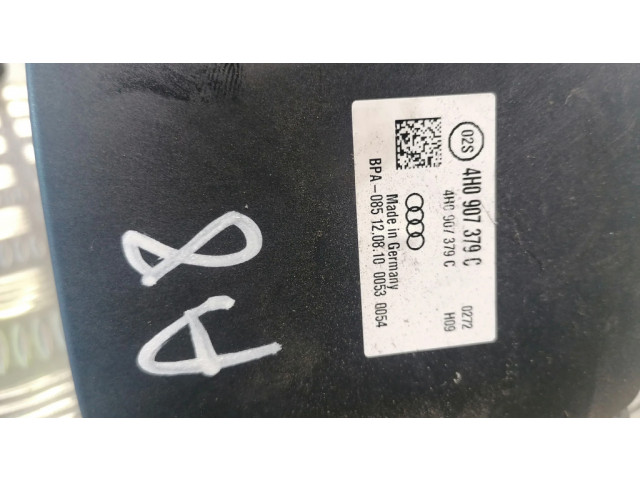 A8
02S
4H0 907 379 C 0272
4H0 907 379 C H09
Made in Germany
BPA-085 12.08.10 0053 0054